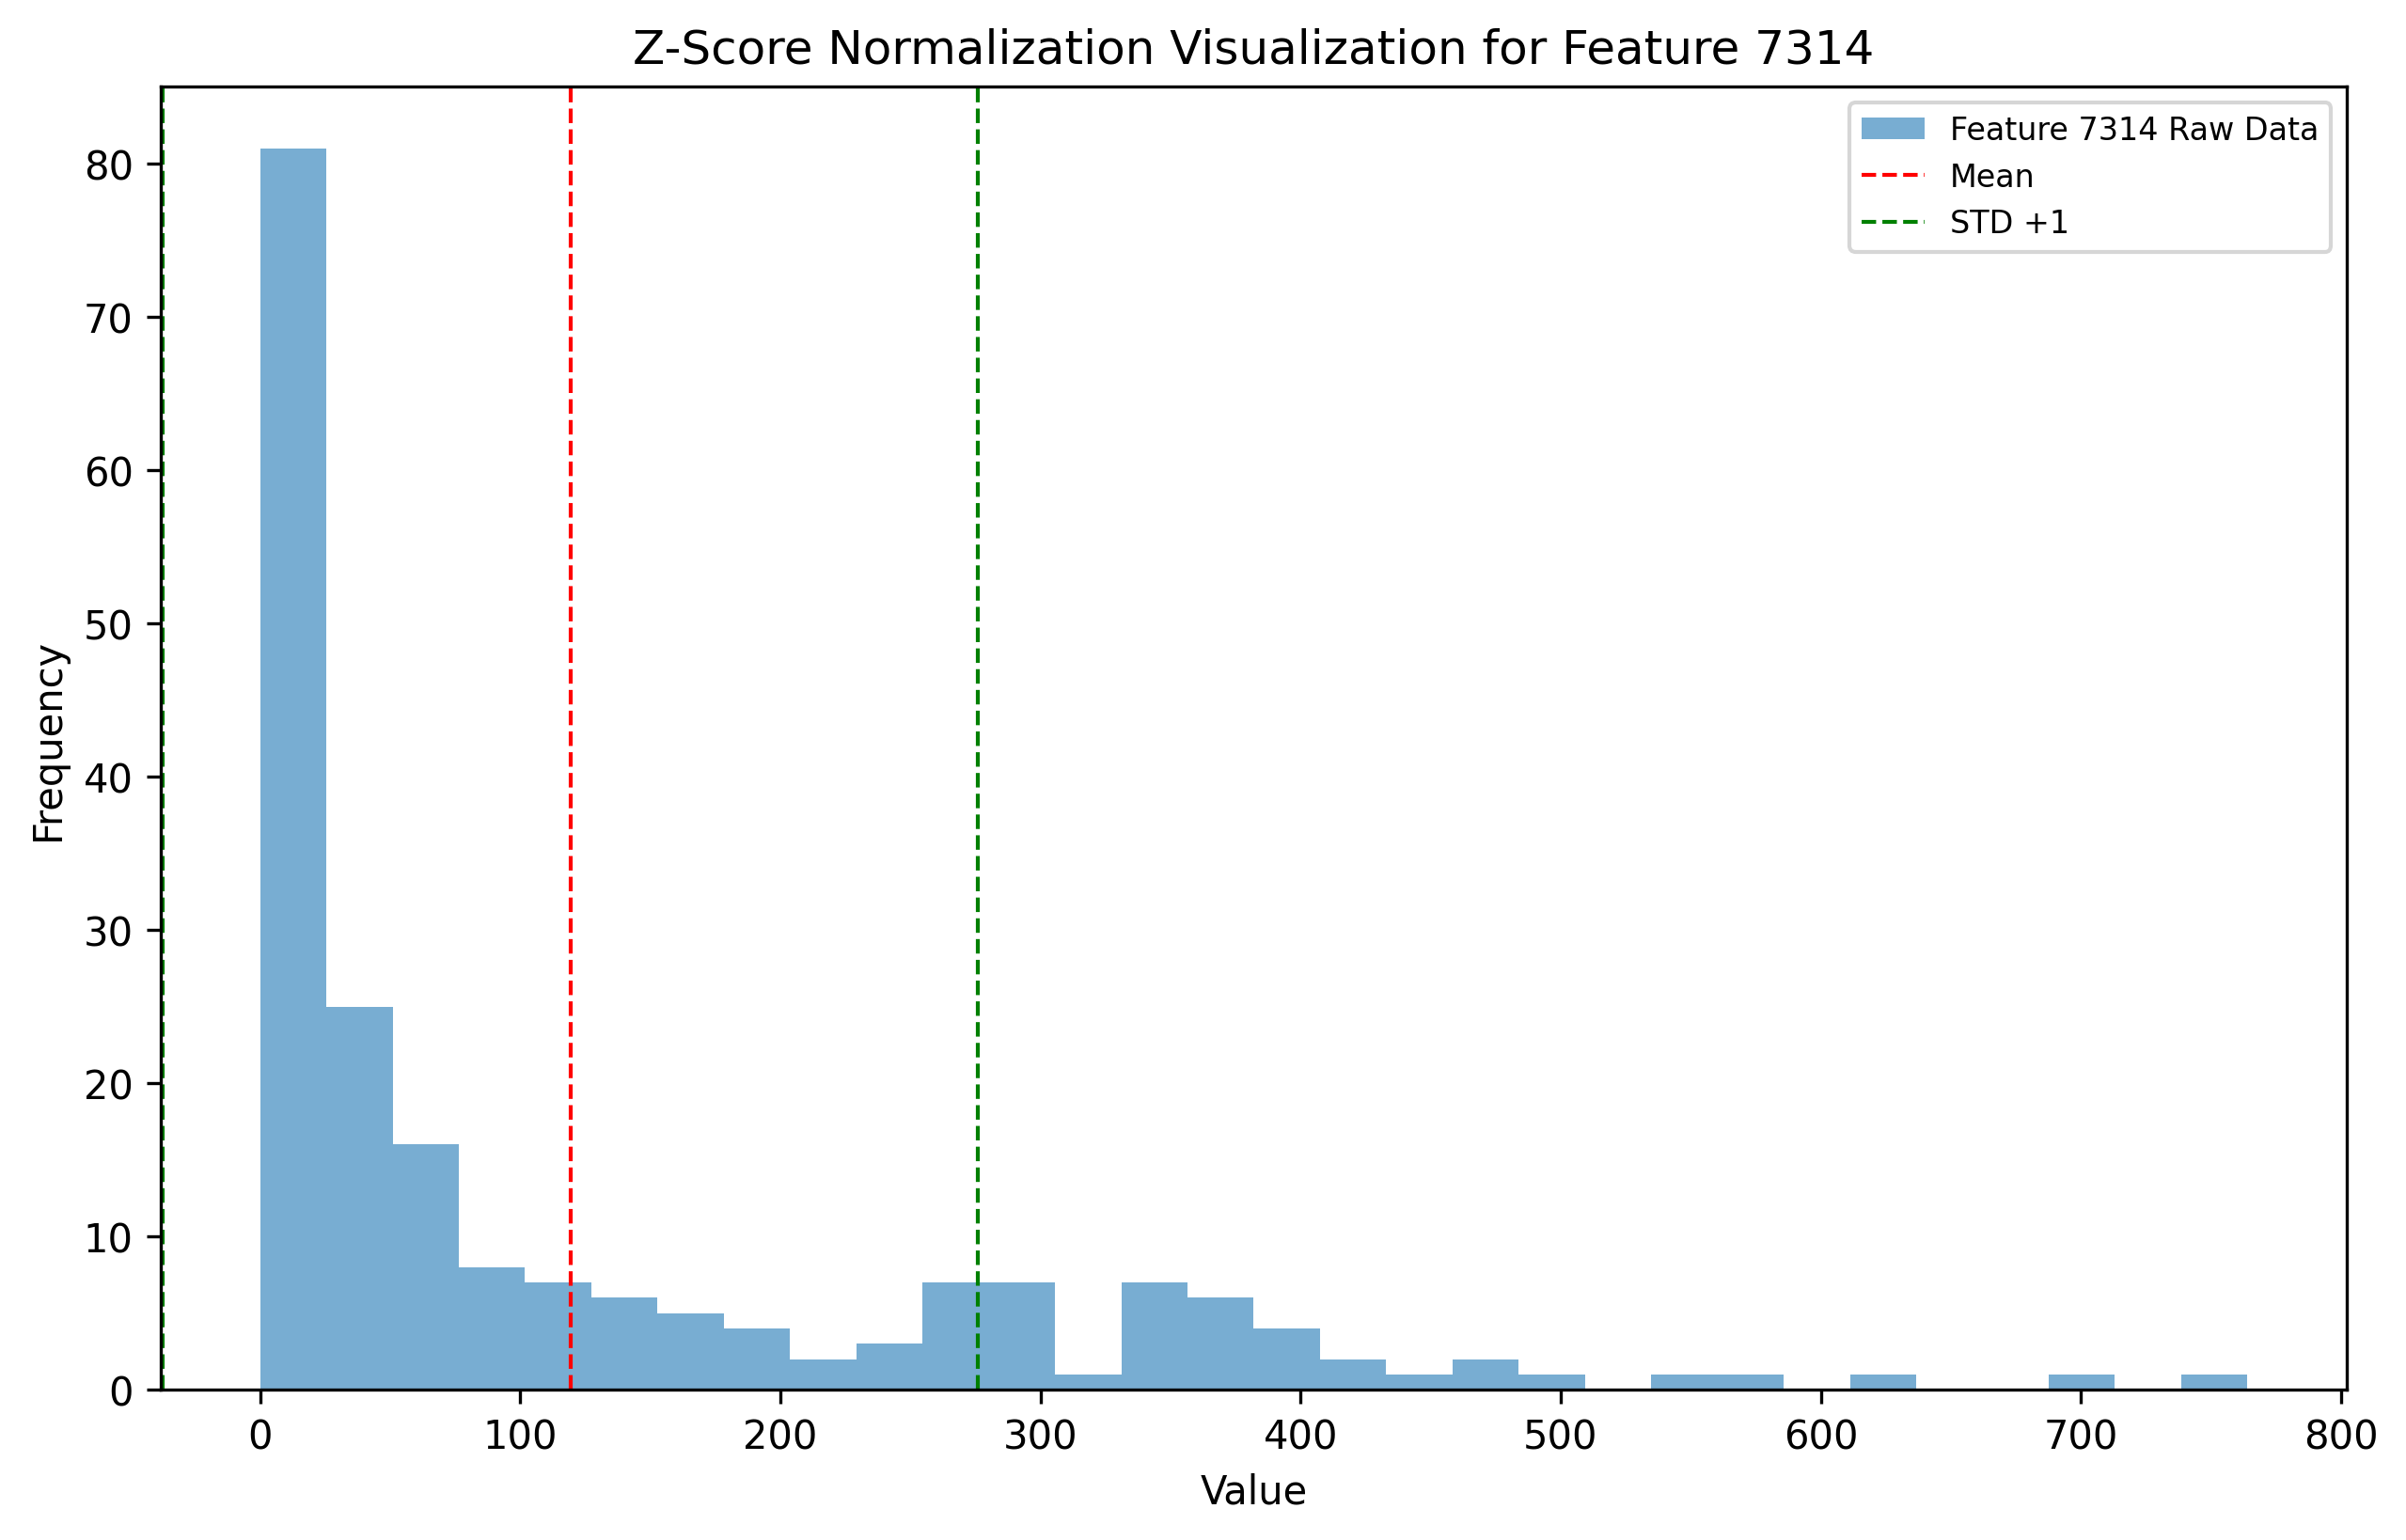 Z-Score Normalization Visualization for Feature 7314
Feature 7314 Raw Data
Mean
STD +1
Frequency
80
70
60
50
40
30
20
10
0
0 100 200 300 400 500 600 700 800
Value